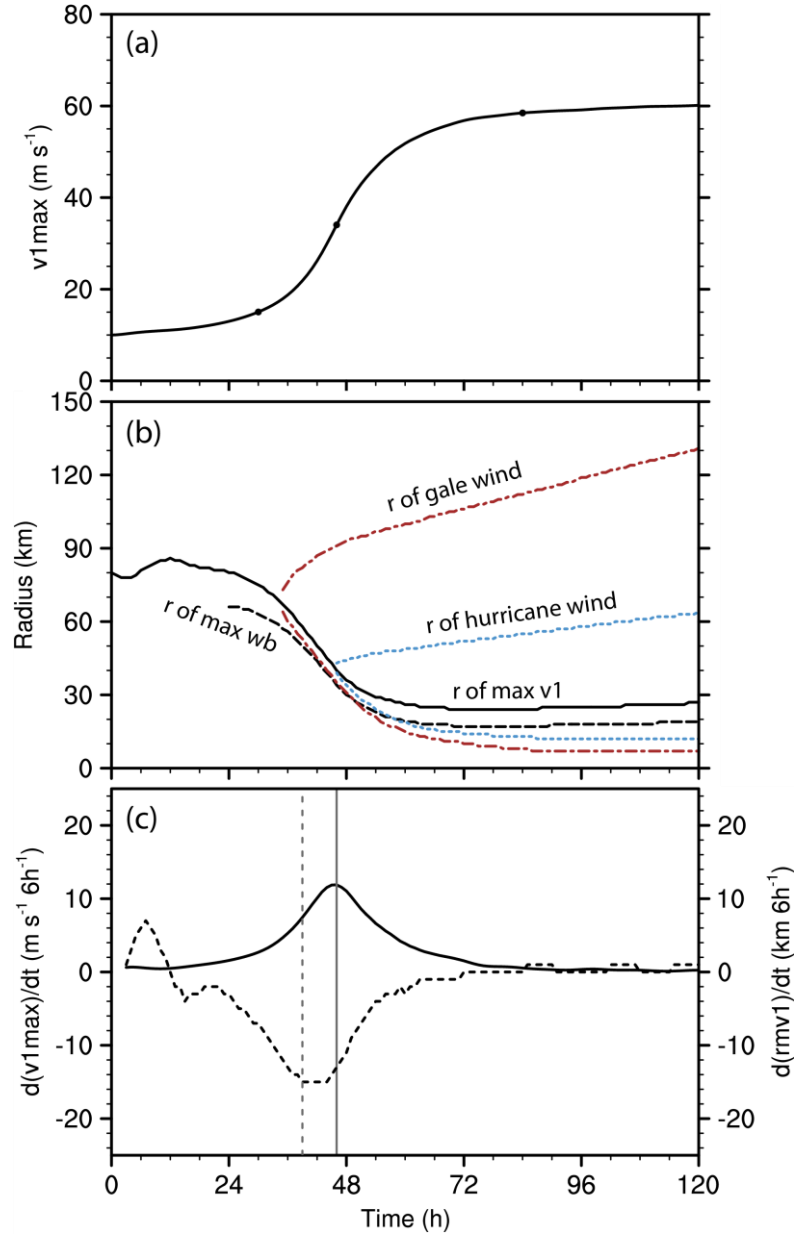 (a)
v1max (m s⁻¹)
80
60
40
20
0
(b)
Radius (km)
150
120
90
60
30
0
r of gale wind
r of hurricane wind
r of max wb
r of max v1
(c)
d(v1max)/dt (m s⁻¹ 6h⁻¹)
20
10
0
-10
-20
20
10
0
-10
-20
d(rmv1)/dt (km 6h⁻¹)
0 24 48 72 96 120
Time (h)